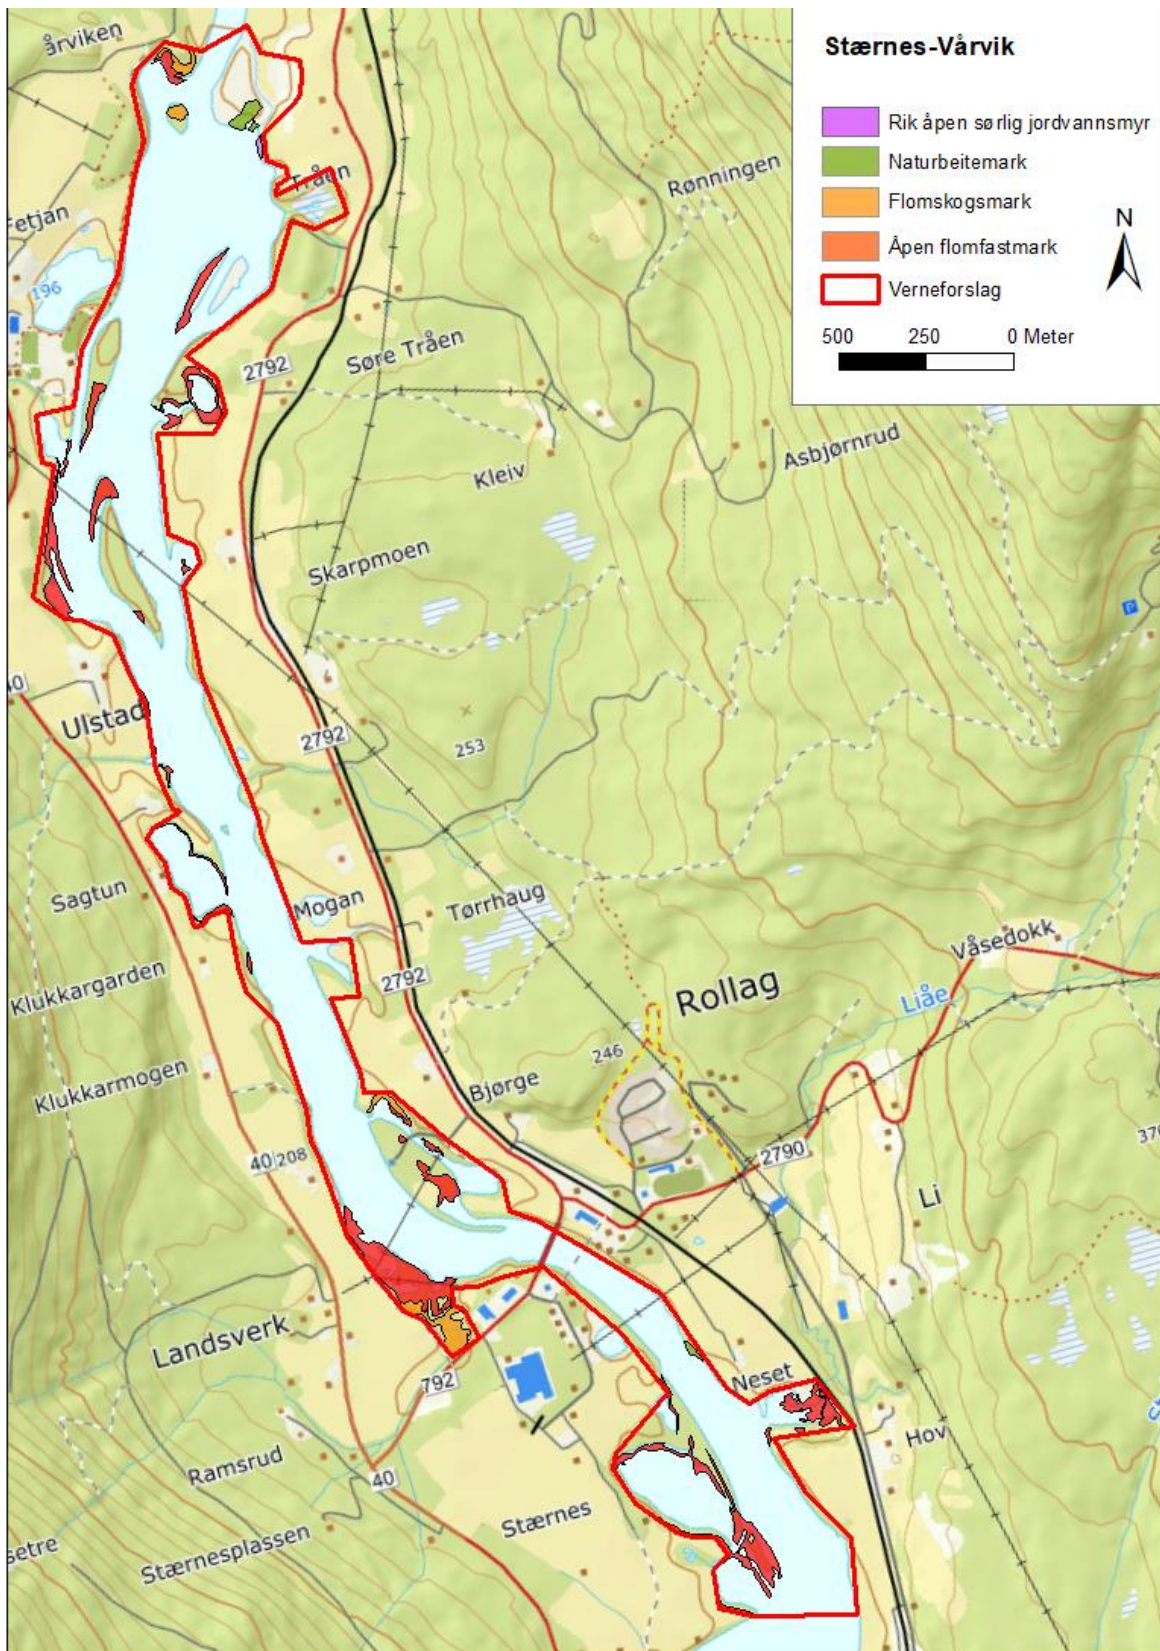 Stærnes-Vårvik
Rik åpen sørlig jordvannsmyr
Naturbeitemark
Flomskogsmark
Åpen flomfastmark
Verneforslag
N
500 250 0 Meter
årviken
Tråen
Rønningen
Fetjan
196
2792
Søre Tråen
Kleiv
Asbjørnrud
Skarpmoen
P
40
Ulstad
2792
253
Sagtun
Mogan
Tørrhaug
Våsedokk
Klukkargarden
2792
Rollag
Liåe
246
Klukkarmogen
Bjørge
40
208
2790
370
Li
Landsverk
792
Neset
Hov
Ramsrud
40
Stærnes
setre
Stærnesplassen